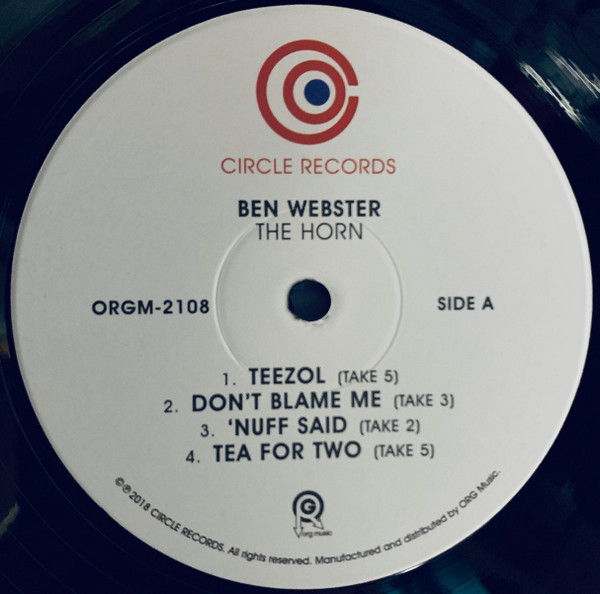 CIRCLE RECORDS
BEN WEBSTER
THE HORN
ORGM-2108
SIDE A
1. TEEZOL (TAKE 5)
2. DON'T BLAME ME (TAKE 3)
3. ‘NUFF SAID (TAKE 2)
4. TEA FOR TWO (TAKE 5)
G
org music
©℗ 2018 CIRCLE RECORDS. All rights reserved. Manufactured and distributed by ORG Music.